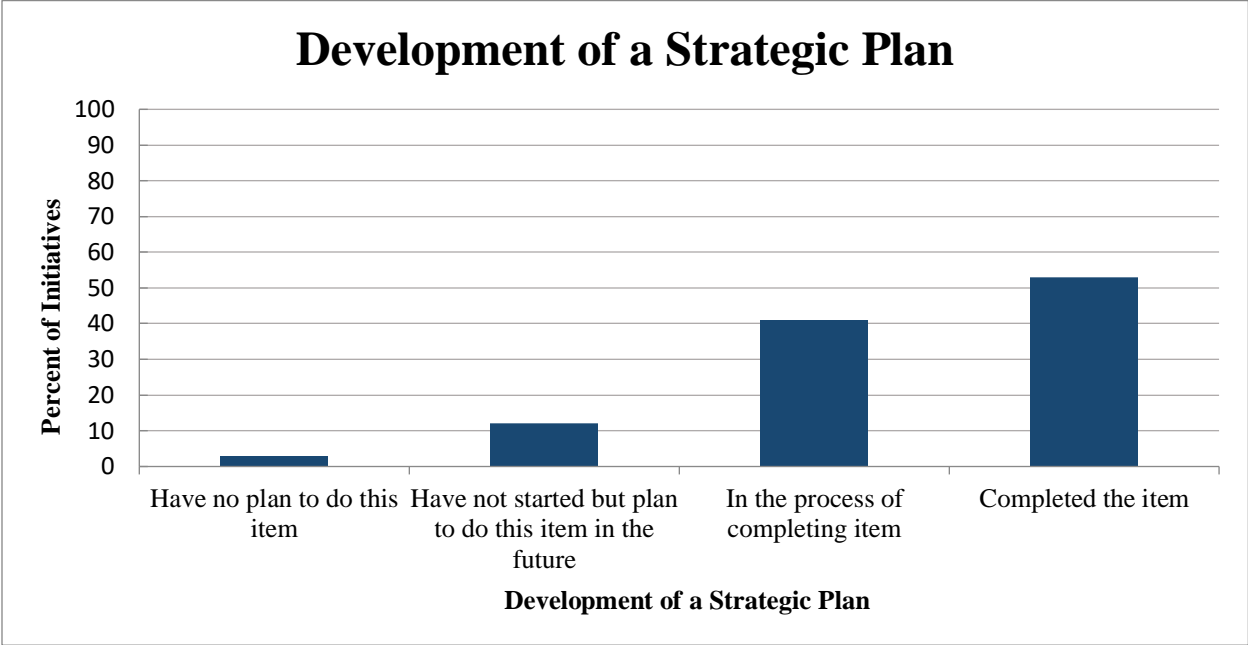 Development of a Strategic Plan
100
90
80
70
60
50
40
30
20
10
0
Percent of Initiatives
Have no plan to do this
item
Have not started but plan
to do this item in the
future
In the process of
completing item
Completed the item
Development of a Strategic Plan